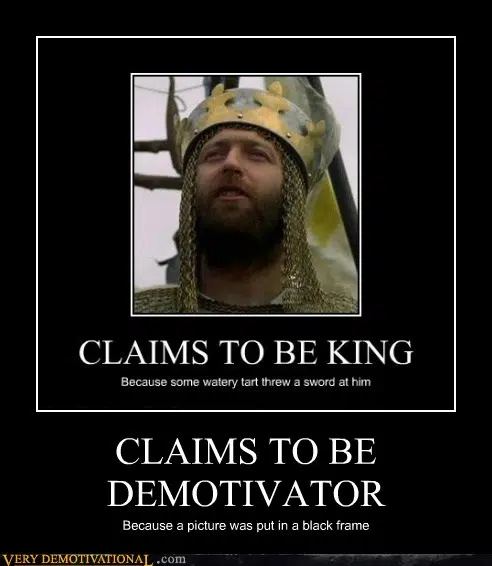 CLAIMS TO BE KING
Because some watery tart threw a sword at him
CLAIMS TO BE
DEMOTIVATOR
Because a picture was put in a black frame
VERY DEMOTIVATIONAL.com